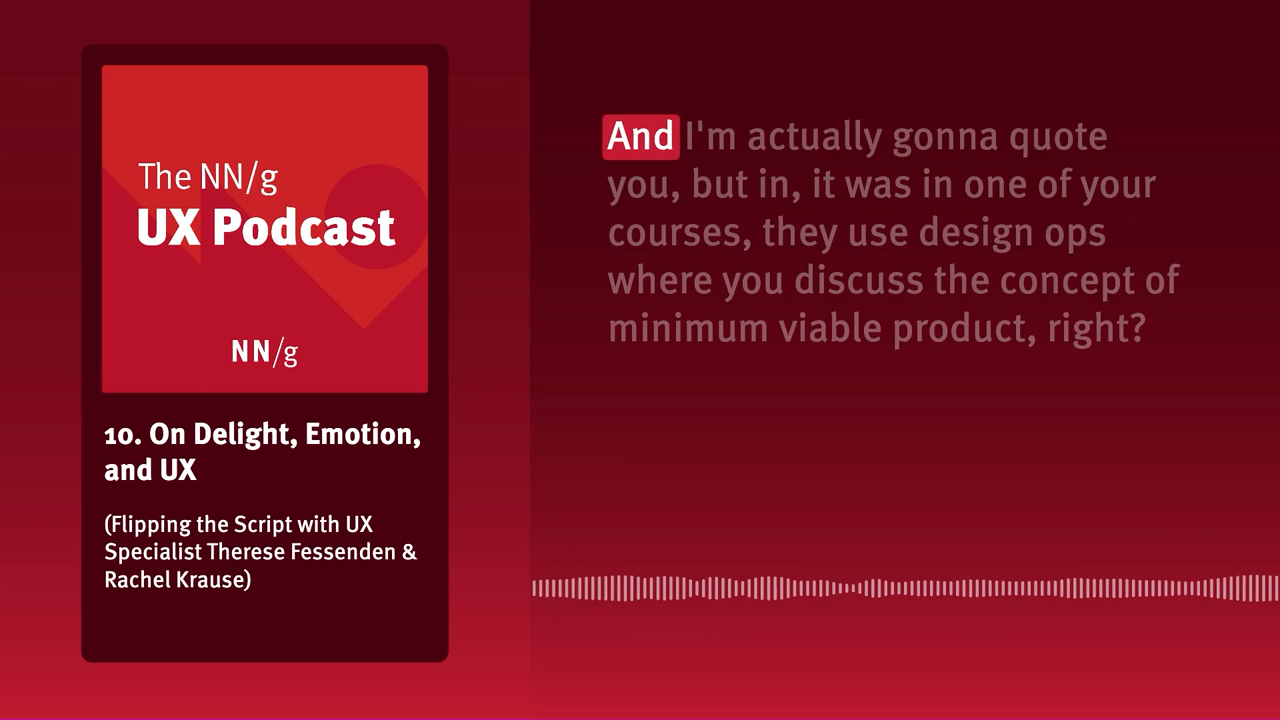 The NN/g
UX Podcast
NN/g
10. On Delight, Emotion,
and UX
(Flipping the Script with UX
Specialist Therese Fessenden &
Rachel Krause)
And I'm actually gonna quote
you, but in, it was in one of your
courses, they use design ops
where you discuss the concept of
minimum viable product, right?